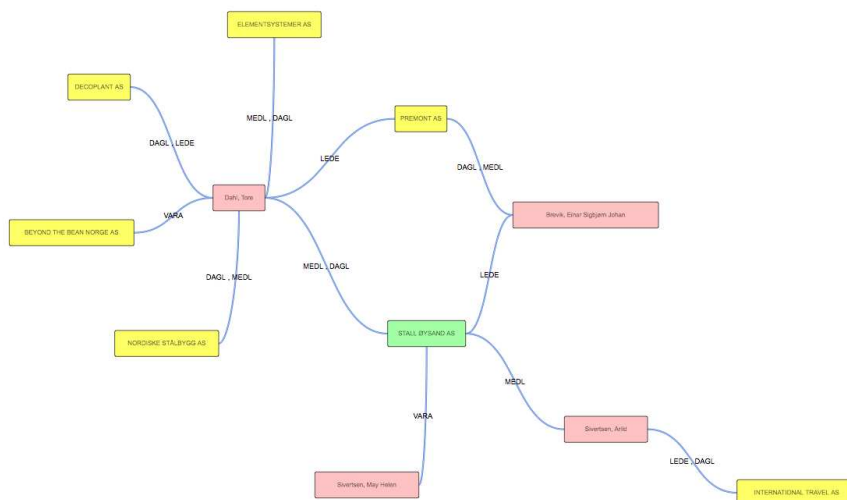 ELEMENTSYSTEMER AS
DECOPLANT AS
MEDL , DAGL
PREMONT AS
DAGL , LEDE
LEDE
DAGL , MEDL
Dahl, Tore
VARA
Brevik, Einar Sigbjørn Johan
BEYOND THE BEAN NORGE AS
DAGL , MEDL
MEDL , DAGL
LEDE
STALL ØYSAND AS
NORDISKE STÅLBYGG AS
MEDL
VARA
Sivertsen, Arild
LEDE , DAGL
Sivertsen, May Helen
INTERNATIONAL TRAVEL AS